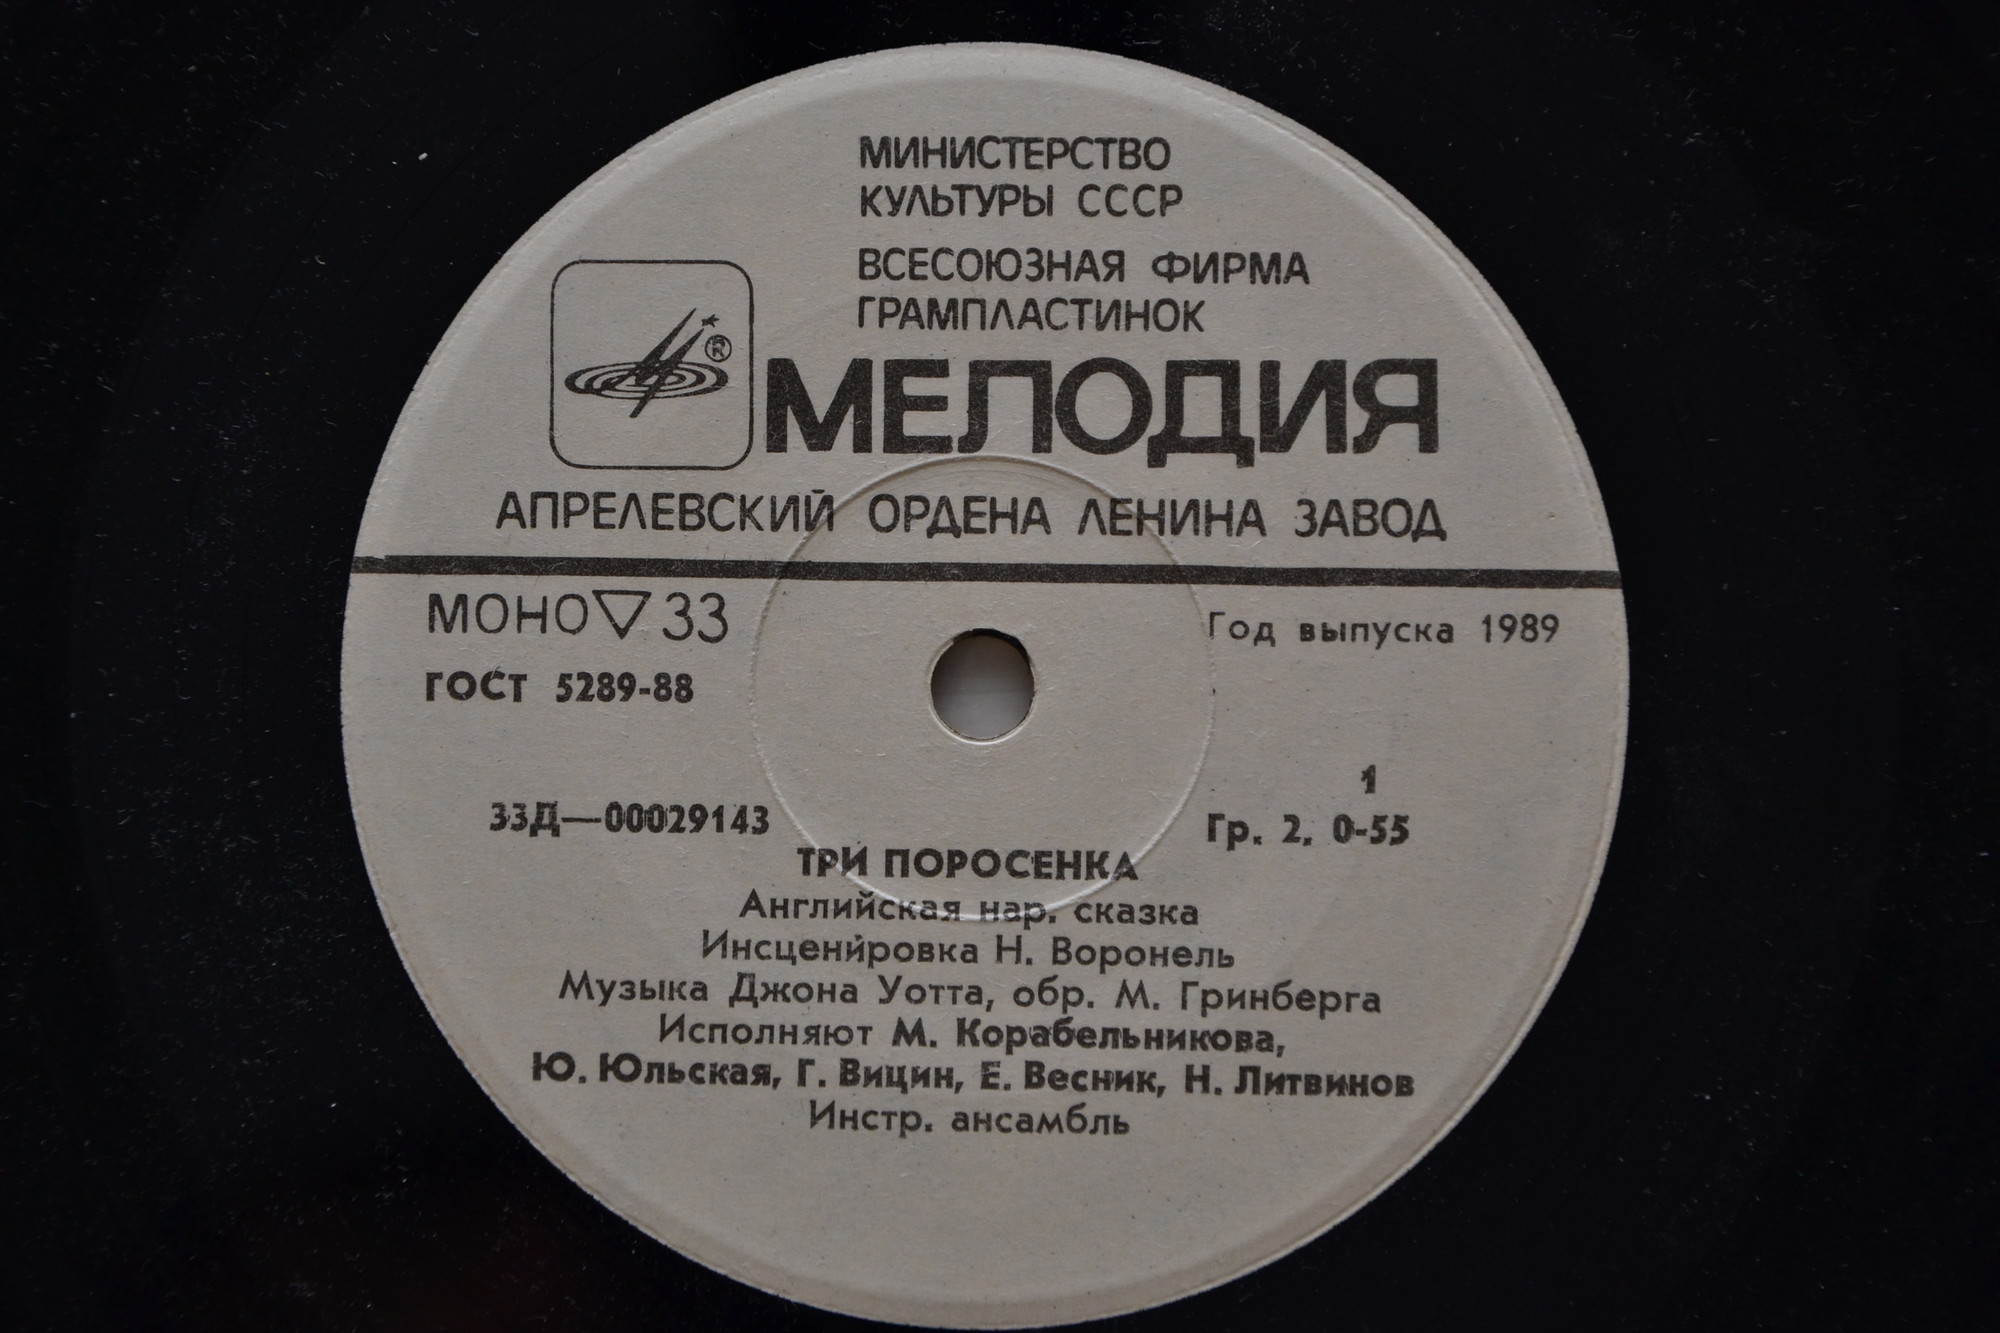 МИНИСТЕРСТВО
КУЛЬТУРЫ СССР
ВСЕСОЮЗНАЯ ФИРМА
ГРАМПЛАСТИНОК
®
МЕЛОДИЯ
АПРЕЛЕВСКИЙ ОРДЕНА ЛЕНИНА ЗАВОД
МОНО▽33
Год выпуска 1989
ГОСТ 5289-88
1
33Д—00029143
Гр. 2. 0-55
ТРИ ПОРОСЕНКА
Английская нар. сказка
Инсценировка Н. Воронель
Музыка Джона Уотта, обр. М. Гринберга
Исполняют М. Корабельникова,
Ю. Юльская, Г. Вицин, Е. Весник, Н. Литвинов
Инстр. ансамбль